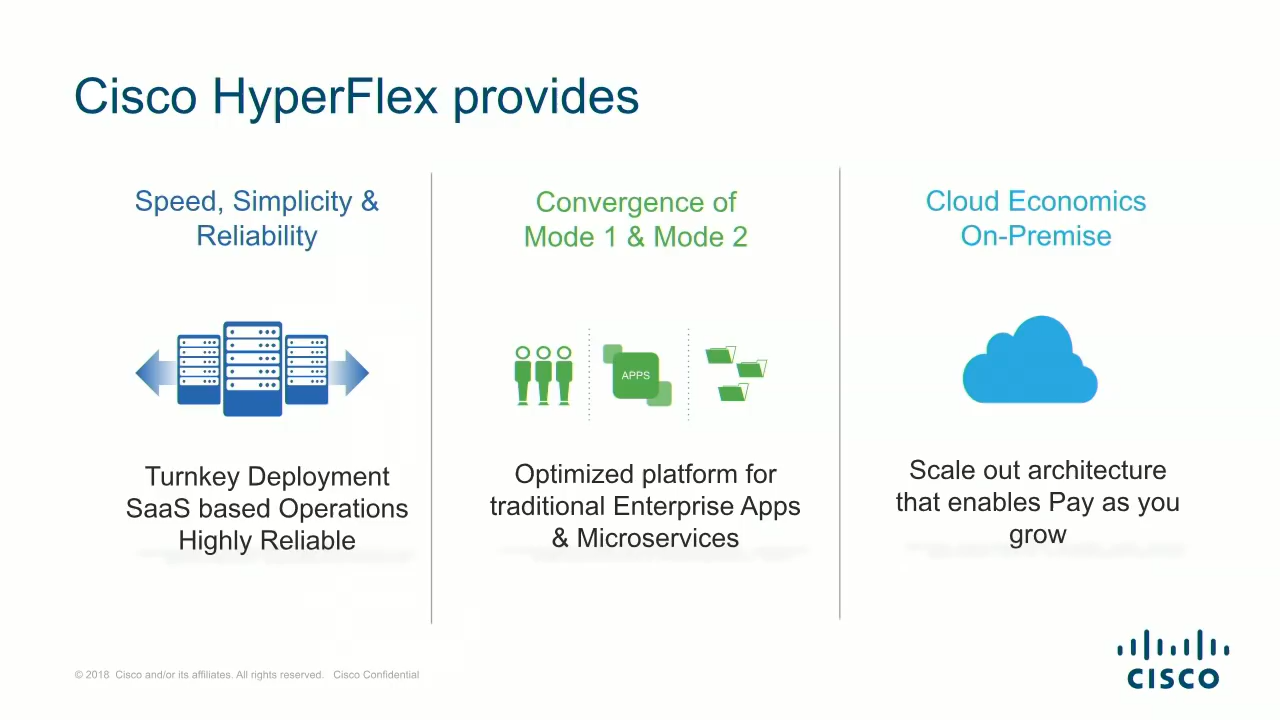 Cisco HyperFlex provides
Speed, Simplicity &
Reliability
Turnkey Deployment
SaaS based Operations
Highly Reliable
Convergence of
Mode 1 & Mode 2
APPS
Optimized platform for
traditional Enterprise Apps
& Microservices
Cloud Economics
On-Premise
Scale out architecture
that enables Pay as you
grow
© 2018 Cisco and/or its affiliates. All rights reserved. Cisco Confidential
CISCO